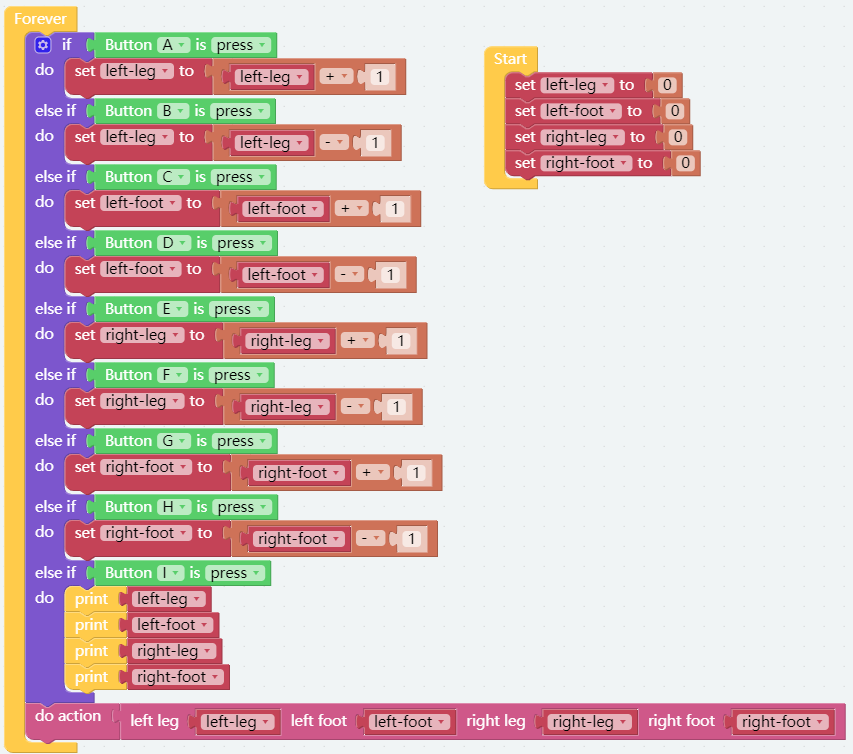 Forever
if Button A is press
do set left-leg to left-leg + 1
else if Button B is press
do set left-leg to left-leg - 1
else if Button C is press
do set left-foot to left-foot + 1
else if Button D is press
do set left-foot to left-foot - 1
else if Button E is press
do set right-leg to right-leg + 1
else if Button F is press
do set right-leg to right-leg - 1
else if Button G is press
do set right-foot to right-foot + 1
else if Button H is press
do set right-foot to right-foot - 1
else if Button I is press
do print left-leg
print left-foot
print right-leg
print right-foot
do action left leg left-leg left foot left-foot right leg right-leg right foot right-foot
Start
set left-leg to 0
set left-foot to 0
set right-leg to 0
set right-foot to 0